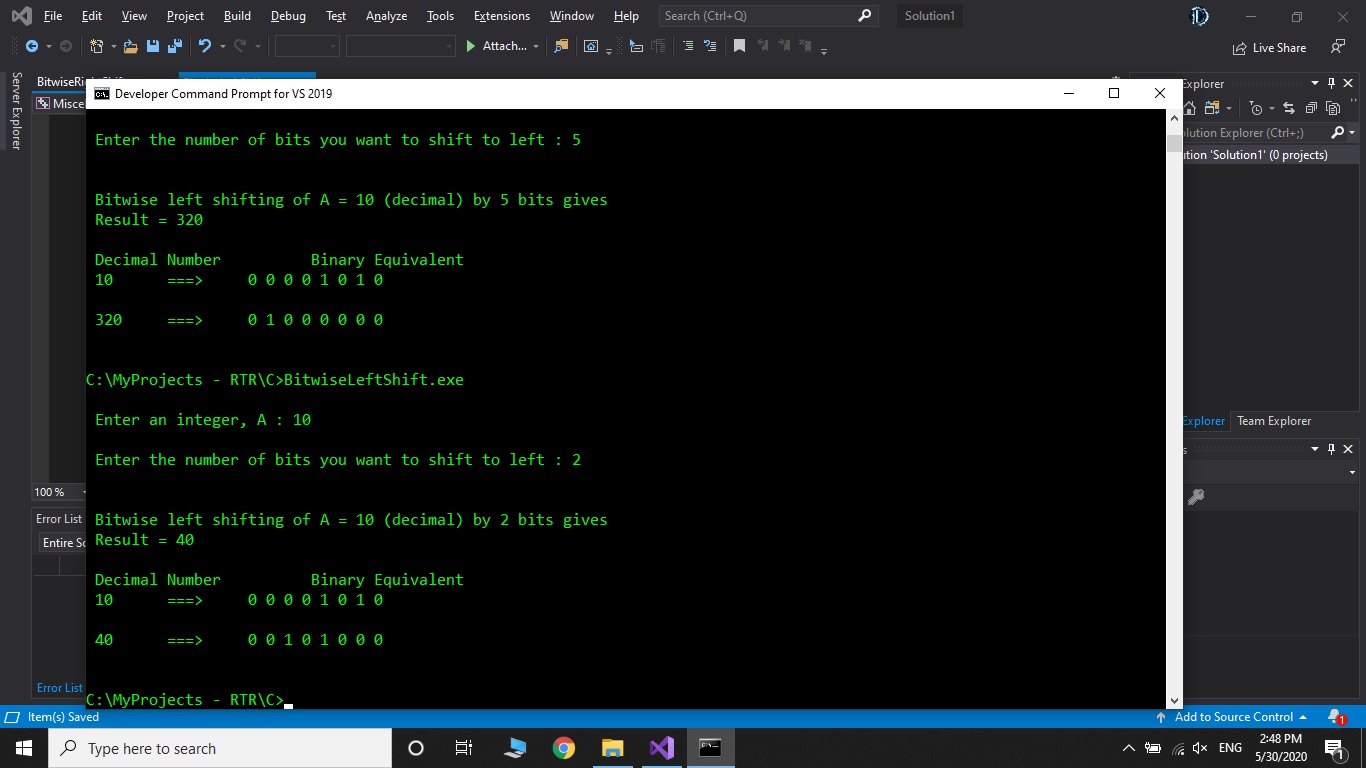 File Edit View Project Build Debug Test Analyze Tools Extensions Window Help Search (Ctrl+Q) Solution1
Attach... Live Share
Server Explorer
Developer Command Prompt for VS 2019
Explorer
Enter the number of bits you want to shift to left : 5
Explorer (Ctrl+;)
'Solution1' (0 projects)
Bitwise left shifting of A = 10 (decimal) by 5 bits gives
Result = 320
Decimal Number Binary Equivalent
10 ===> 0 0 0 0 1 0 1 0
320 ===> 0 1 0 0 0 0 0 0
C:\MyProjects - RTR\C>BitwiseLeftShift.exe
Enter an integer, A : 10
Explorer Team Explorer
Enter the number of bits you want to shift to left : 2
100 %
Error List
Bitwise left shifting of A = 10 (decimal) by 2 bits gives
Result = 40
Entire
Decimal Number Binary Equivalent
10 ===> 0 0 0 0 1 0 1 0
40 ===> 0 0 1 0 1 0 0 0
Error List
C:\MyProjects - RTR\C>
Item(s) Saved Add to Source Control 1
Type here to search
ENG
2:48 PM
5/30/2020
1